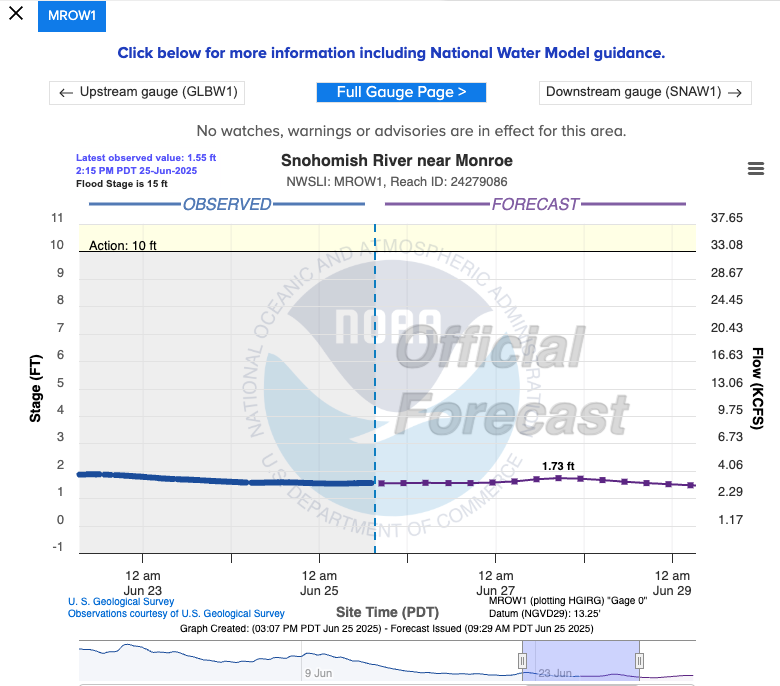 MROW1
Click below for more information including National Water Model guidance.
← Upstream gauge (GLBW1)
Full Gauge Page >
Downstream gauge (SNAW1) →
No watches, warnings or advisories are in effect for this area.
Latest observed value: 1.55 ft
2:15 PM PDT 25-Jun-2025
Flood Stage is 15 ft
Snohomish River near Monroe
NWSLI: MROW1, Reach ID: 24279086
OBSERVED
FORECAST
11
37.65
Action: 10 ft
10
33.08
9
28.67
8
24.45
7
20.43
6
16.63
5
13.06
4
9.75
3
6.73
2
4.06
1
2.29
0
1.17
-1
Stage (FT)
Flow (KCFS)
NATIONAL OCEANIC AND ATMOSPHERIC ADMINISTRATION
NOAA
U.S. DEPARTMENT OF COMMERCE
Official
Forecast
1.73 ft
12 am
Jun 23
12 am
Jun 25
12 am
Jun 27
12 am
Jun 29
U. S. Geological Survey
Observations courtesy of U.S. Geological Survey
Site Time (PDT)
MROW1 (plotting HGIRG) "Gage 0"
Datum (NGVD29): 13.25'
Graph Created: (03:07 PM PDT Jun 25 2025) - Forecast Issued (09:29 AM PDT Jun 25 2025)
9 Jun
23 Jun